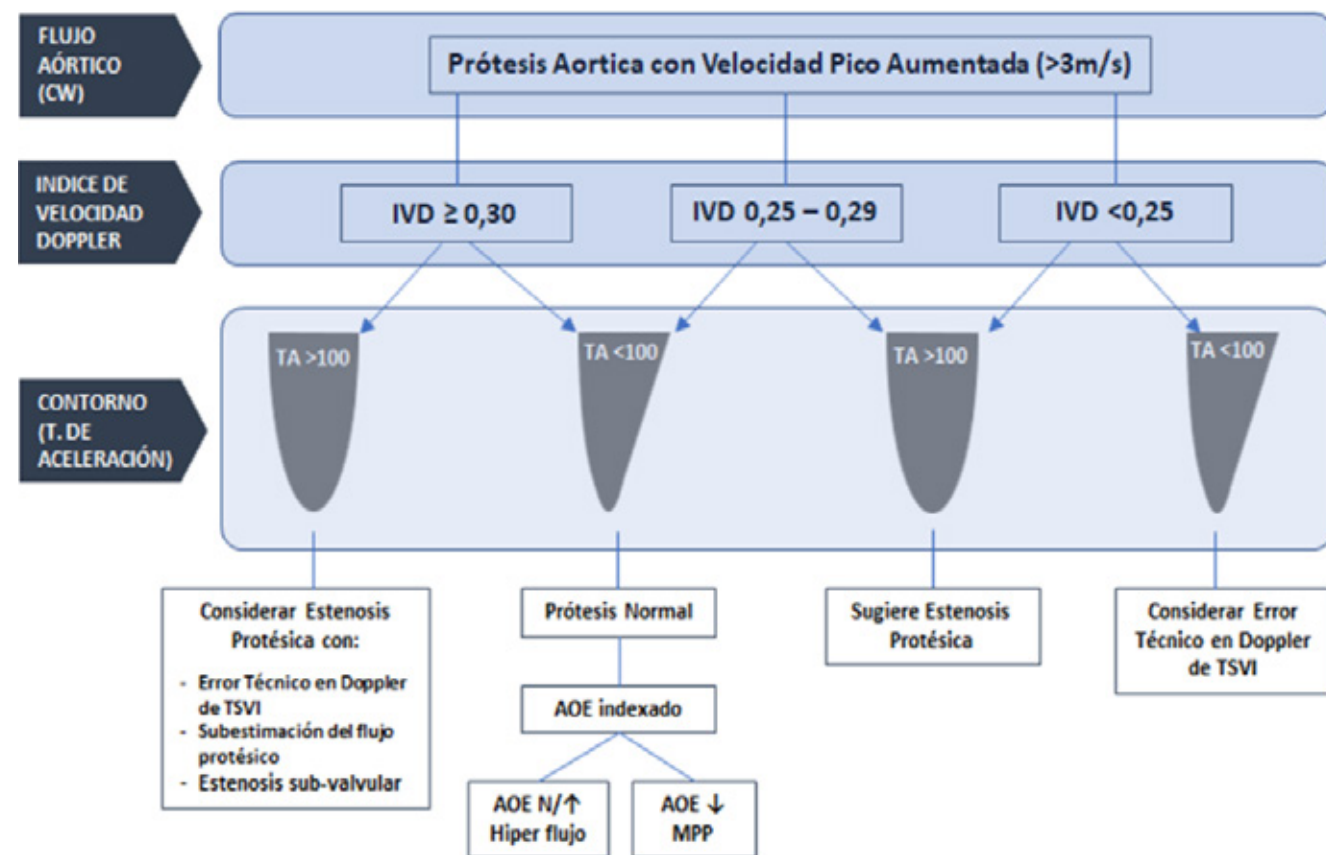 FLUJO
AÓRTICO
(CW)
Prótesis Aortica con Velocidad Pico Aumentada (>3m/s)
INDICE DE
VELOCIDAD
DOPPLER
IVD ≥ 0,30
IVD 0,25 – 0,29
IVD <0,25
CONTORNO
(T. DE
ACELERACIÓN)
TA >100
TA <100
TA >100
TA <100
Considerar Estenosis
Protésica con:
- Error Técnico en Doppler
de TSVI
- Subestimación del flujo
protésico
- Estenosis sub-valvular
Prótesis Normal
AOE indexado
AOE N/↑
Hiper flujo
AOE ↓
MPP
Sugiere Estenosis
Protésica
Considerar Error
Técnico en Doppler
de TSVI